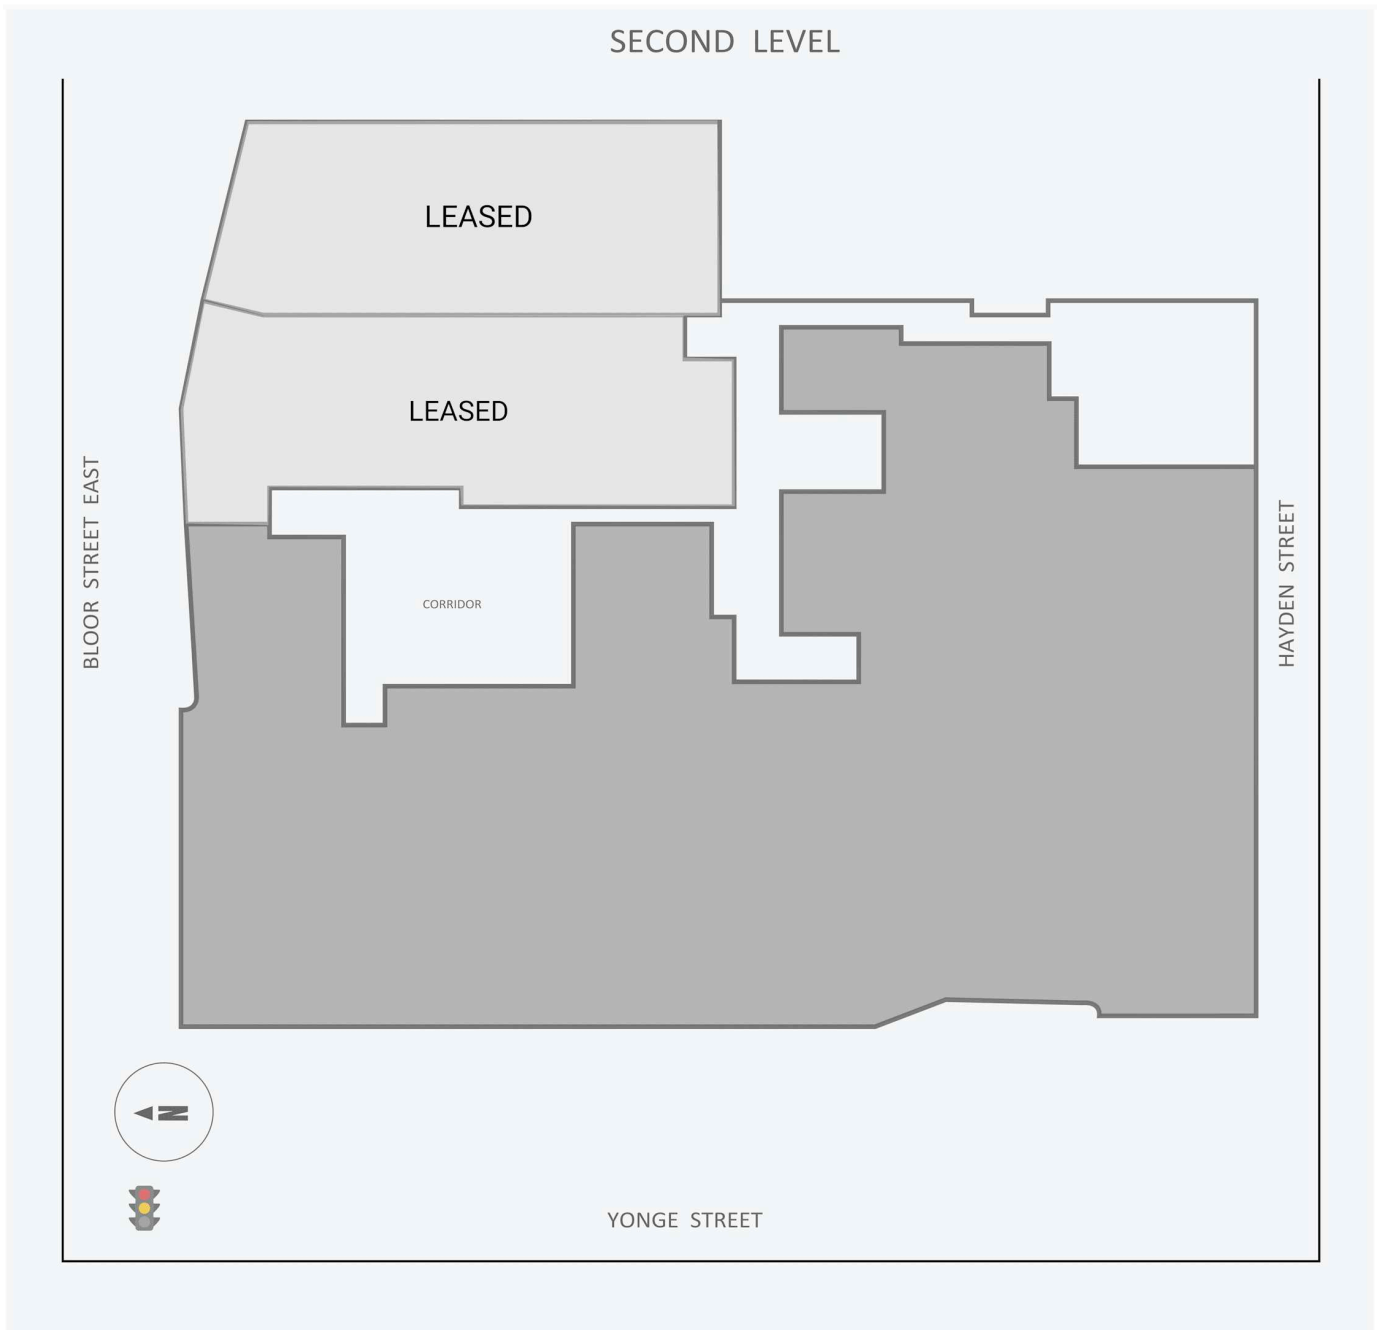 SECOND LEVEL
LEASED
LEASED
BLOOR STREET EAST
HAYDEN STREET
CORRIDOR
N
YONGE STREET